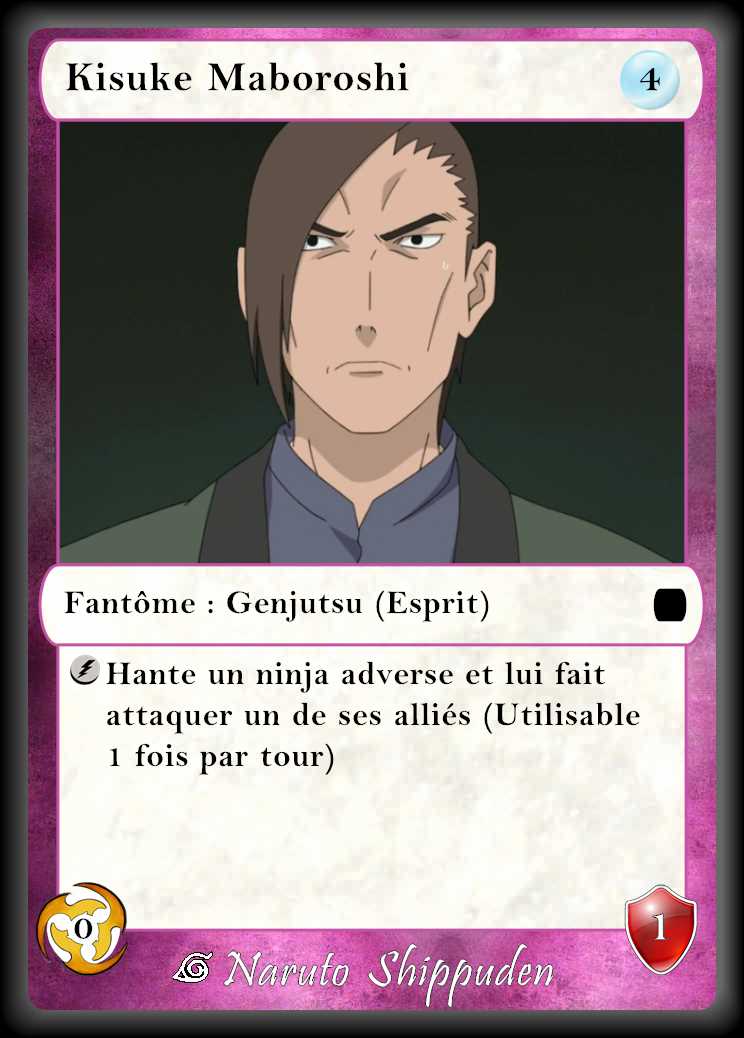 Kisuke Maboroshi
4
Fantôme : Genjutsu (Esprit)
Hante un ninja adverse et lui fait
attaquer un de ses alliés (Utilisable
1 fois par tour)
0
1
Naruto Shippuden